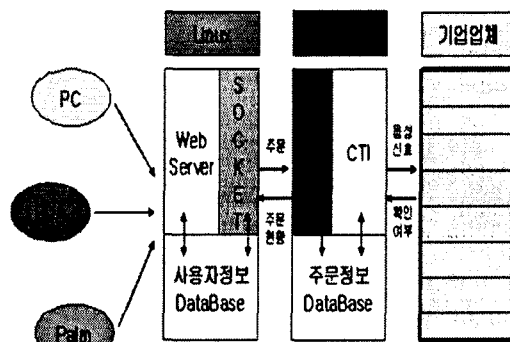 Linux
기업업체
PC
Web
Server
SOCKET
주문
CTI
음성
신호
주문
현황
확인
여부
사용자정보
DataBase
주문정보
DataBase
Palm